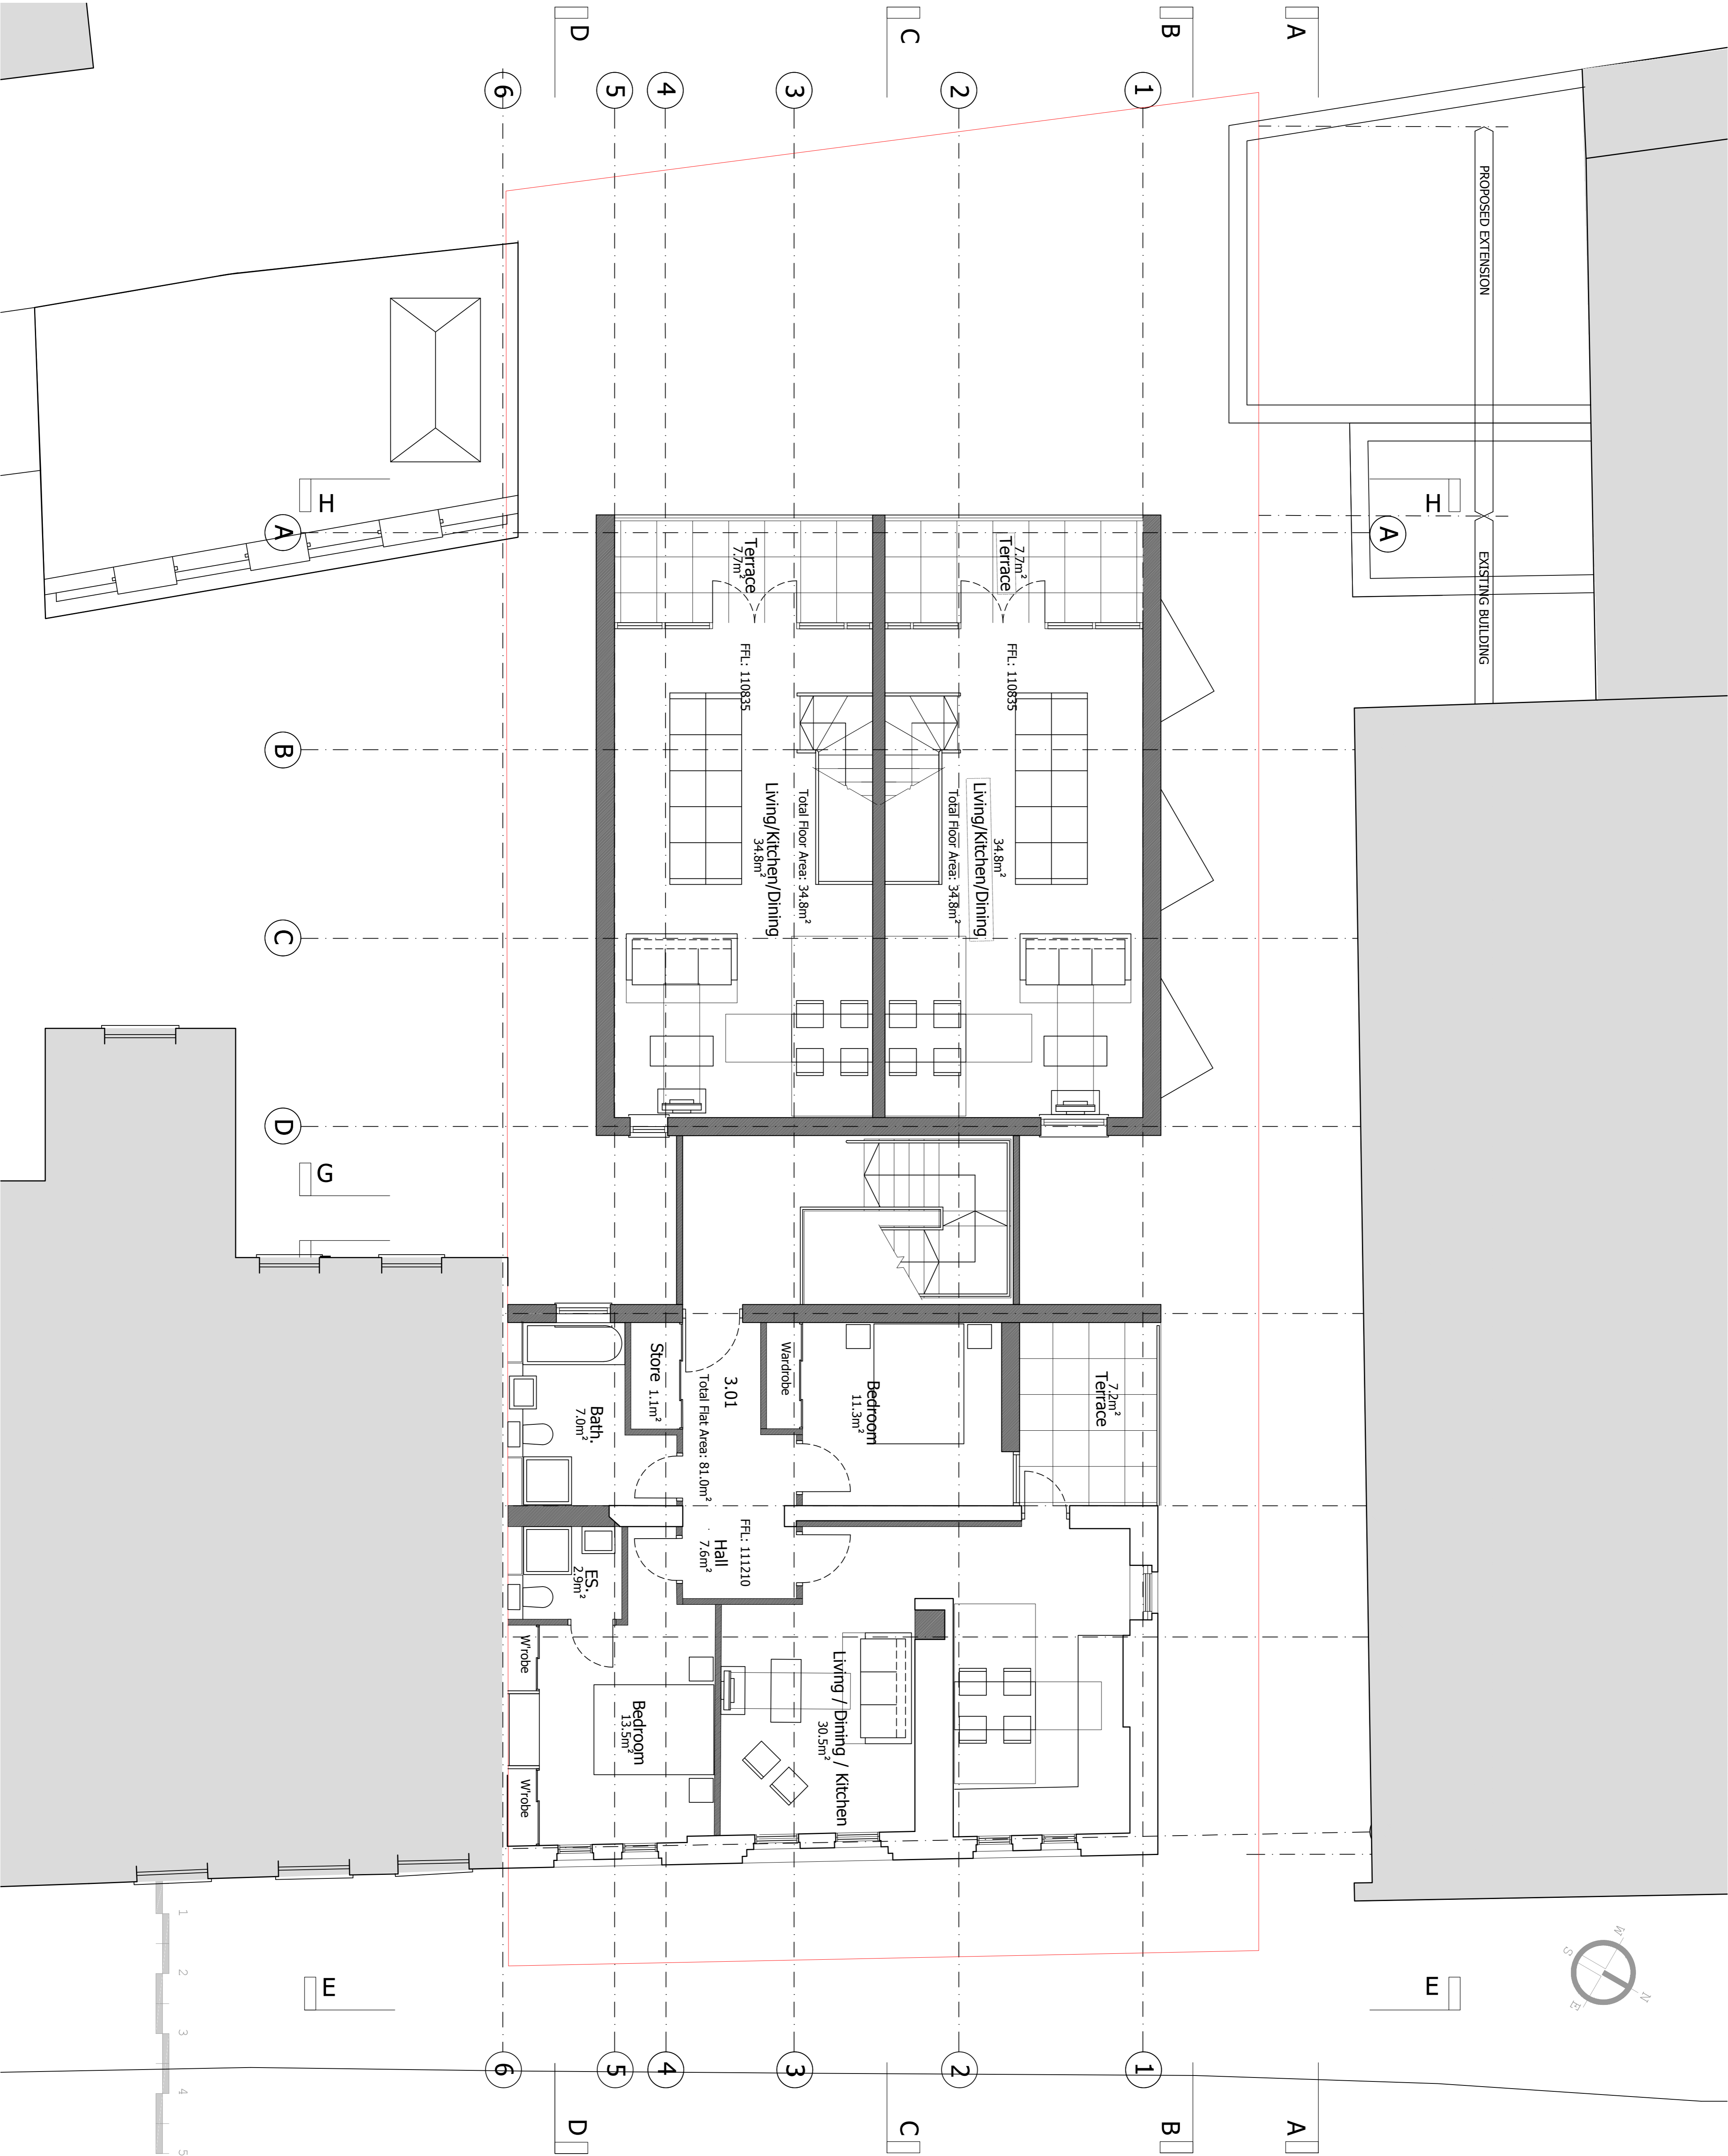 D
C
B
A
6
5
4
3
2
1
PROPOSED EXTENSION
EXISTING BUILDING
H
H
A
A
Terrace
7.7m²
7.7m²
Terrace
FFL: 110835
FFL: 110835
B
Living/Kitchen/Dining
34.8m²
Total Floor Area: 34.8m²
34.8m²
Living/Kitchen/Dining
Total Floor Area: 34.8m²
C
D
G
Store 1.1m²
Wardrobe
Bedroom
11.3m²
7.2m²
Terrace
3.01
Total Flat Area: 81.0m²
Bath.
7.0m²
FFL: 111210
Hall
7.6m²
ES.
2.9m²
W'robe
W'robe
Bedroom
13.5m²
Living / Dining / Kitchen
30.5m²
1
2
3
4
5
E
E
N
E
S
W
6
5
4
3
2
1
D
C
B
A